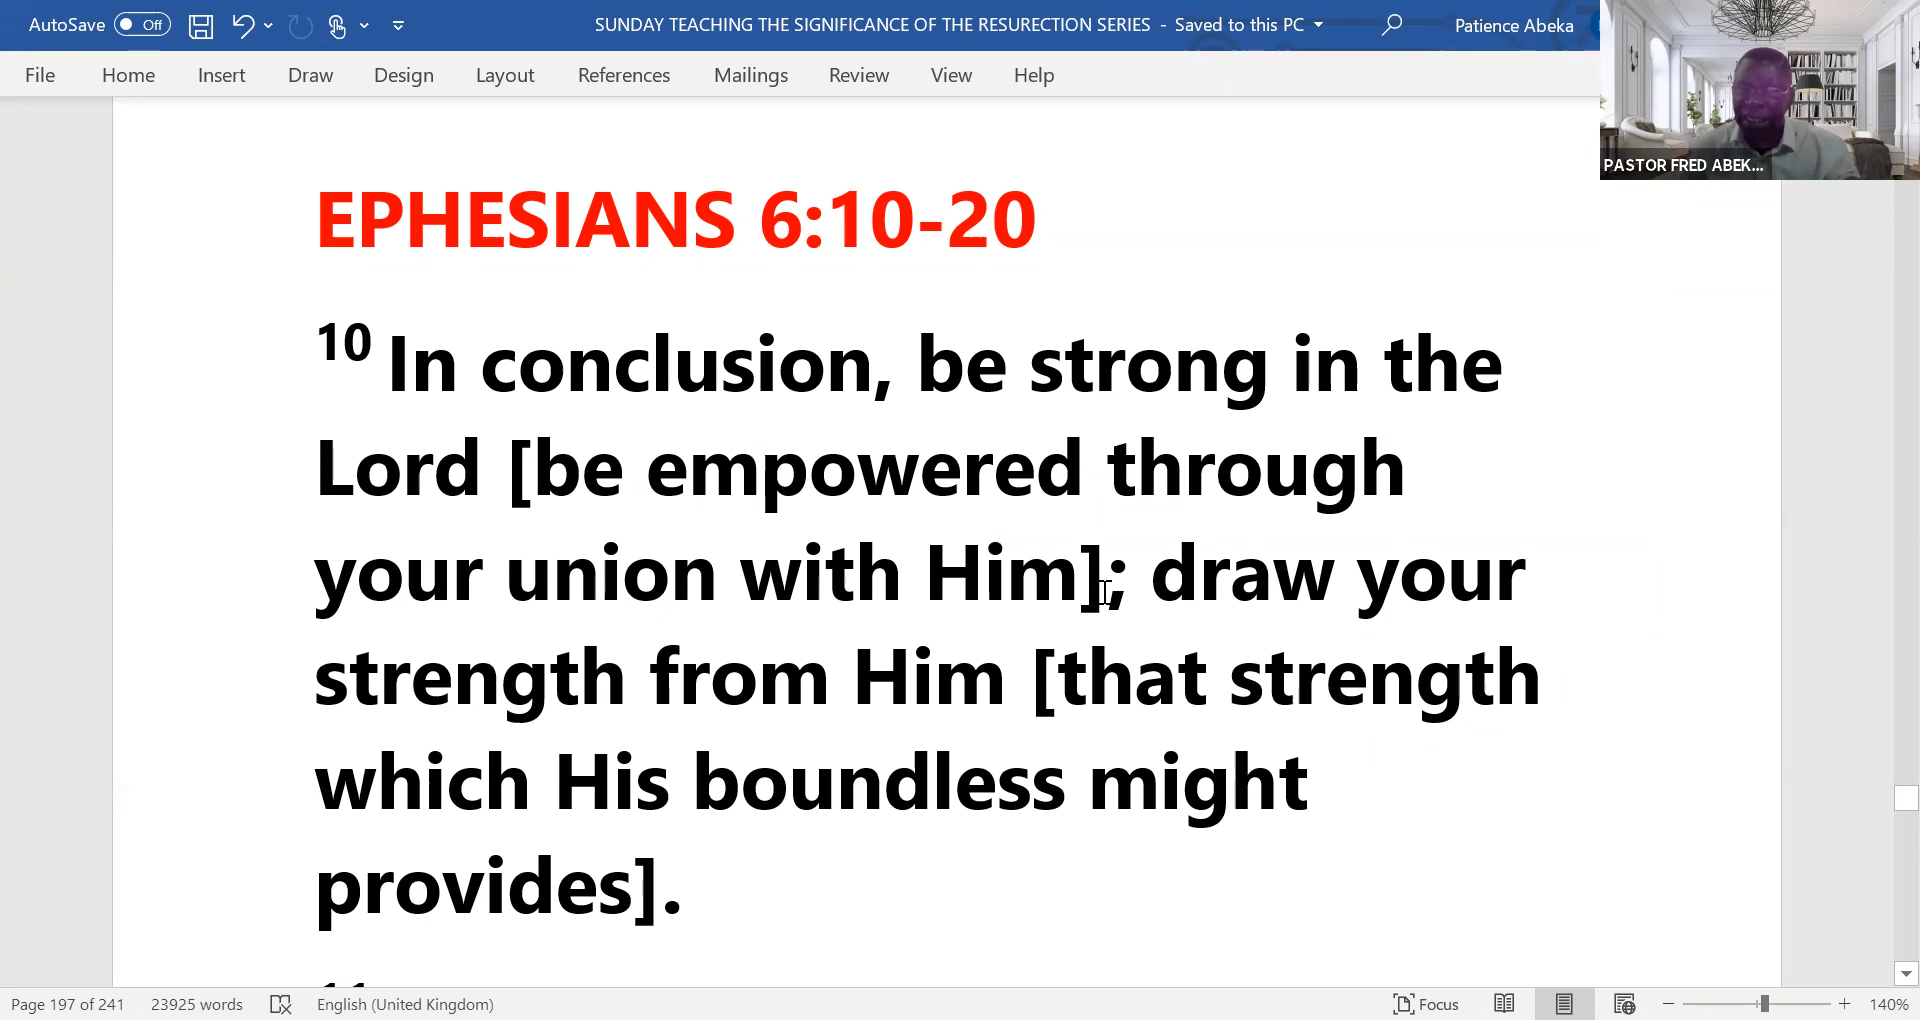 AutoSave Off SUNDAY TEACHING THE SIGNIFICANCE OF THE RESURECTION SERIES - Saved to this PC Patience Abeka
File Home Insert Draw Design Layout References Mailings Review View Help
PASTOR FRED ABEK...
EPHESIANS 6:10-20
10 In conclusion, be strong in the
Lord [be empowered through
your union with Him]; draw your
strength from Him [that strength
which His boundless might
provides].
11
Page 197 of 241 23925 words English (United Kingdom) Focus 140%